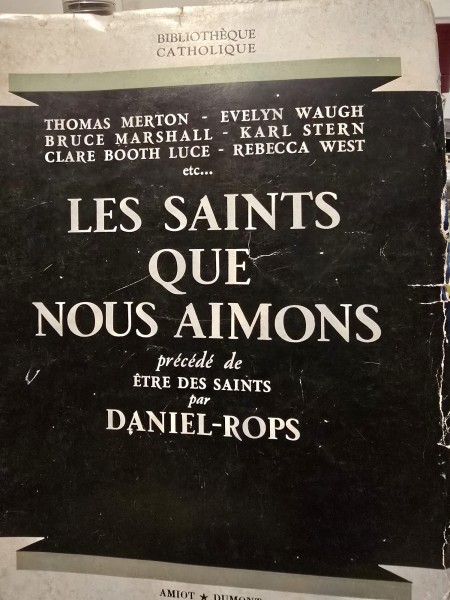 BIBLIOTHÈQUE
CATHOLIQUE
THOMAS MERTON - EVELYN WAUGH
BRUCE MARSHALL - KARL STERN
CLARE BOOTH LUCE - REBECCA WEST
etc...
LES SAINTS
QUE
NOUS AIMONS
précédé de
ÊTRE DES SAINTS
par
DANIEL-ROPS
AMIOT ★ DUMONT